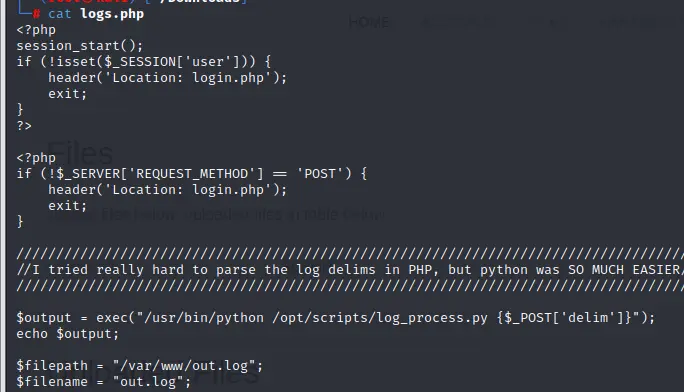 cat logs.php
<?php
session_start();
if (!isset($_SESSION['user'])) {
    header('Location: login.php');
    exit;
}
?>

<?php
if (!$_SERVER['REQUEST_METHOD'] == 'POST') {
    header('Location: login.php');
    exit;
}

/////////////////////////////////////////////////////////////////////////////////////
//I tried really hard to parse the log delims in PHP, but python was SO MUCH EASIER/
/////////////////////////////////////////////////////////////////////////////////////

$output = exec("/usr/bin/python /opt/scripts/log_process.py {$_POST['delim']}");
echo $output;

$filepath = "/var/www/out.log";
$filename = "out.log";
HOME
Files
Files